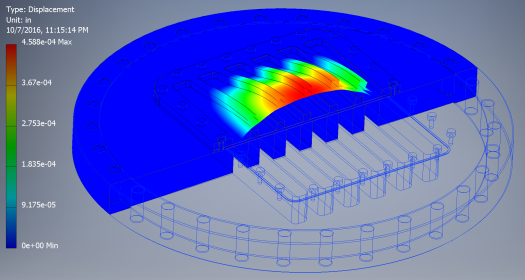 Type: Displacement
Unit: in
10/7/2016, 11:15:14 PM
4.588e-04 Max
3.67e-04
2.753e-04
1.835e-04
9.175e-05
0e+00 Min